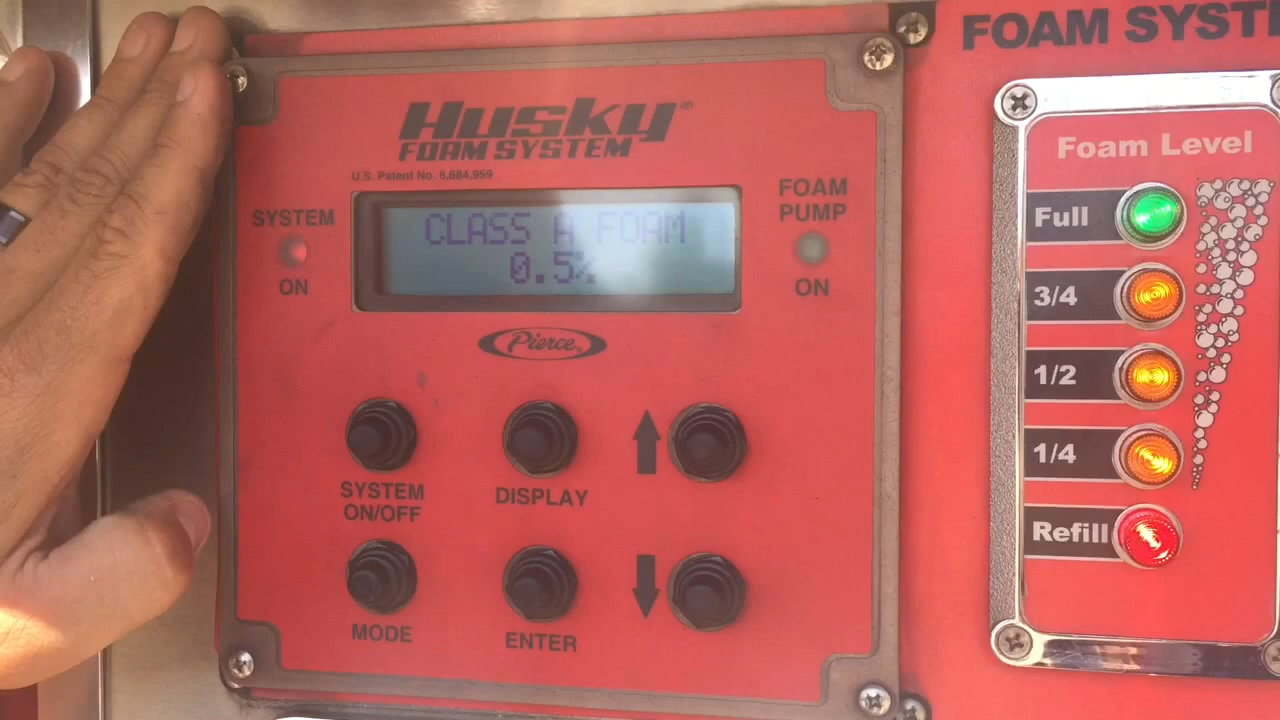 Husky
FOAM SYSTEM
U.S. Patent No. 5,684,959
SYSTEM
ON
CLASS A FOAM
0.5%
FOAM
PUMP
ON
Pierce
SYSTEM
ON/OFF
DISPLAY
MODE
ENTER
FOAM SYST
Foam Level
Full
3/4
1/2
1/4
Refill